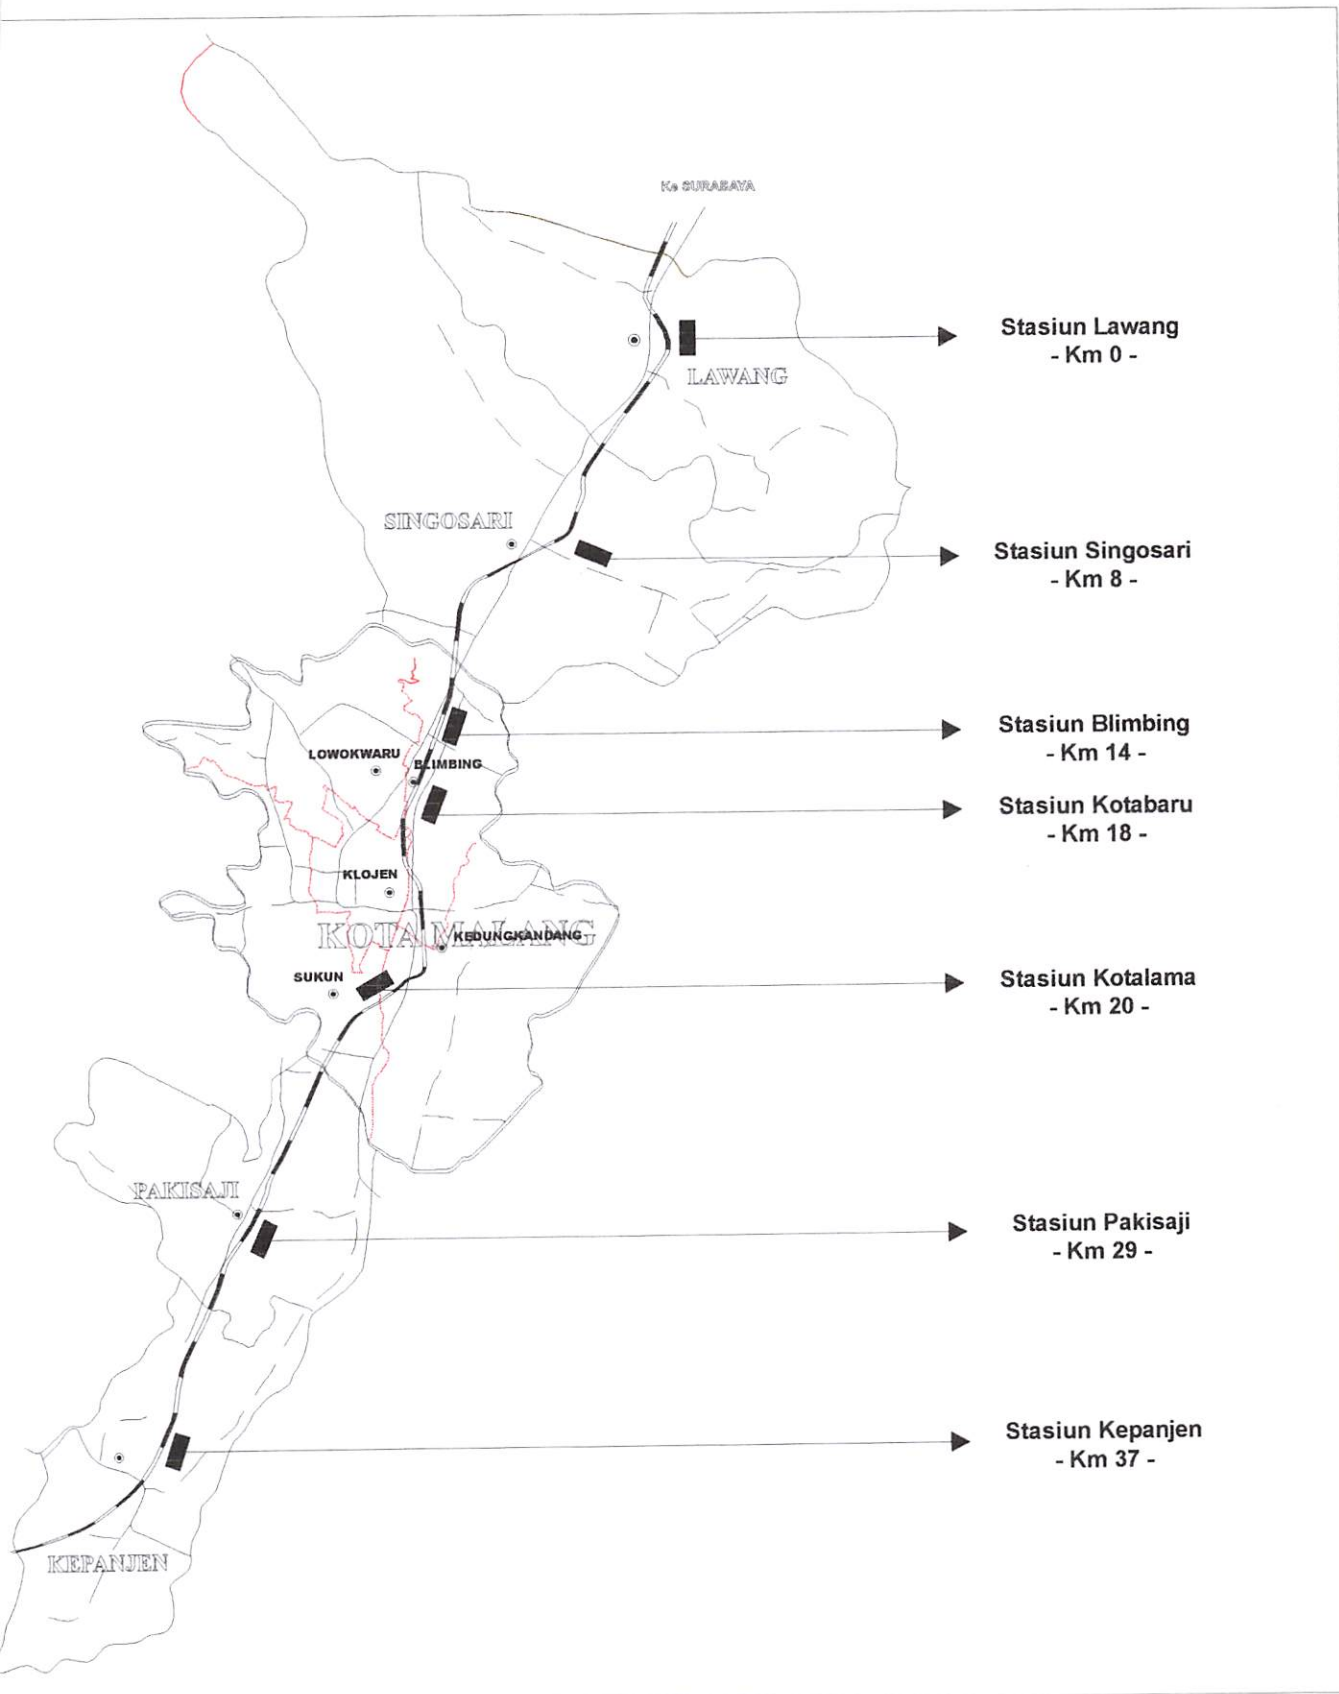 Ke SURABAYA
Stasiun Lawang
- Km 0 -
LAWANG
SINGOSARI
Stasiun Singosari
- Km 8 -
Stasiun Blimbing
- Km 14 -
LOWOKWARU
BLIMBING
Stasiun Kotabaru
- Km 18 -
KLOJEN
KOTA MALANG
KEDUNGKANDANG
SUKUN
Stasiun Kotalama
- Km 20 -
PAKISAJI
Stasiun Pakisaji
- Km 29 -
Stasiun Kepanjen
- Km 37 -
KEPANJEN